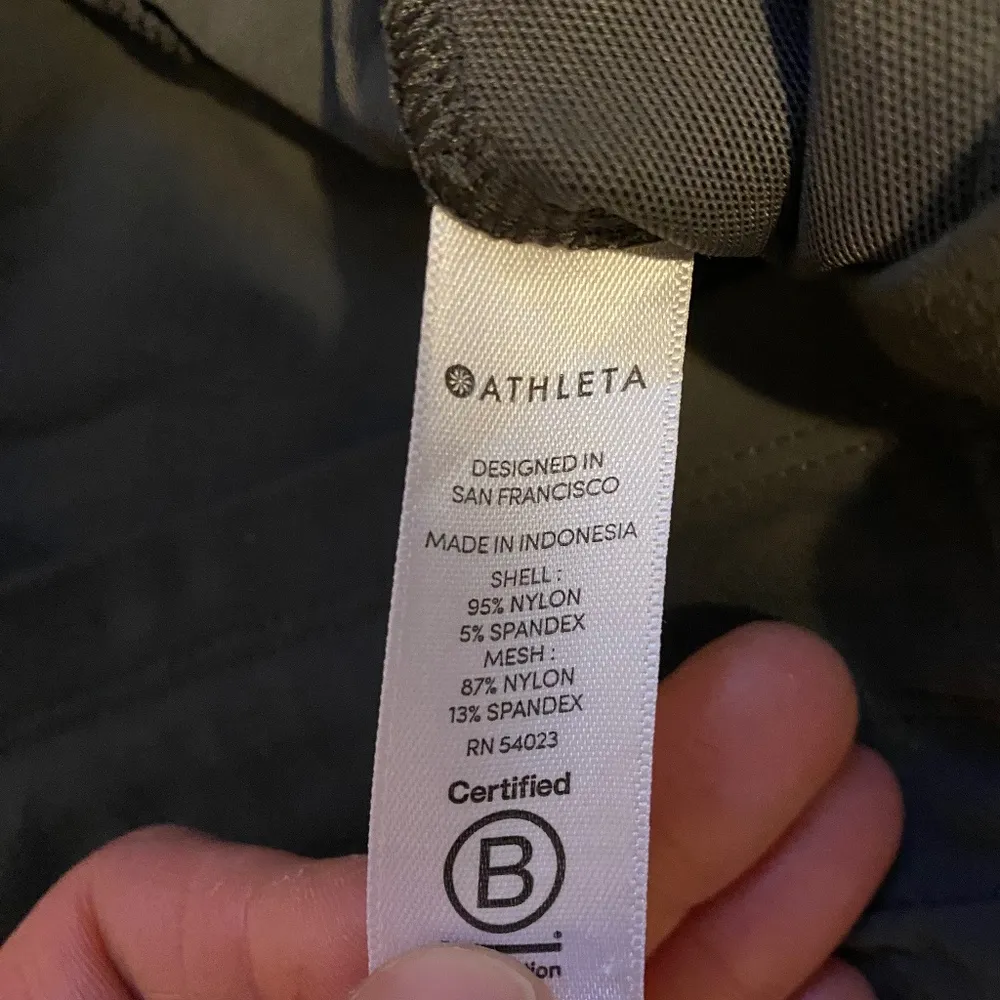 ATHLETA
DESIGNED IN
SAN FRANCISCO
MADE IN INDONESIA
SHELL :
95% NYLON
5% SPANDEX
MESH :
87% NYLON
13% SPANDEX
RN 54023
Certified
B